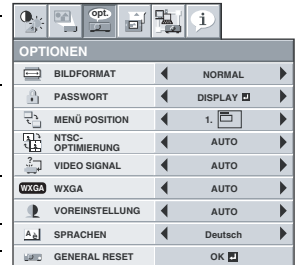 opt.
i
OPTIONEN
BILDFORMAT NORMAL
PASSWORT DISPLAY
MENÜ POSITION 1.
NTSC-
OPTIMIERUNG AUTO
? VIDEO SIGNAL AUTO
WXGA WXGA AUTO
VOREINSTELLUNG AUTO
A SPRACHEN Deutsch
GENERAL RESET OK